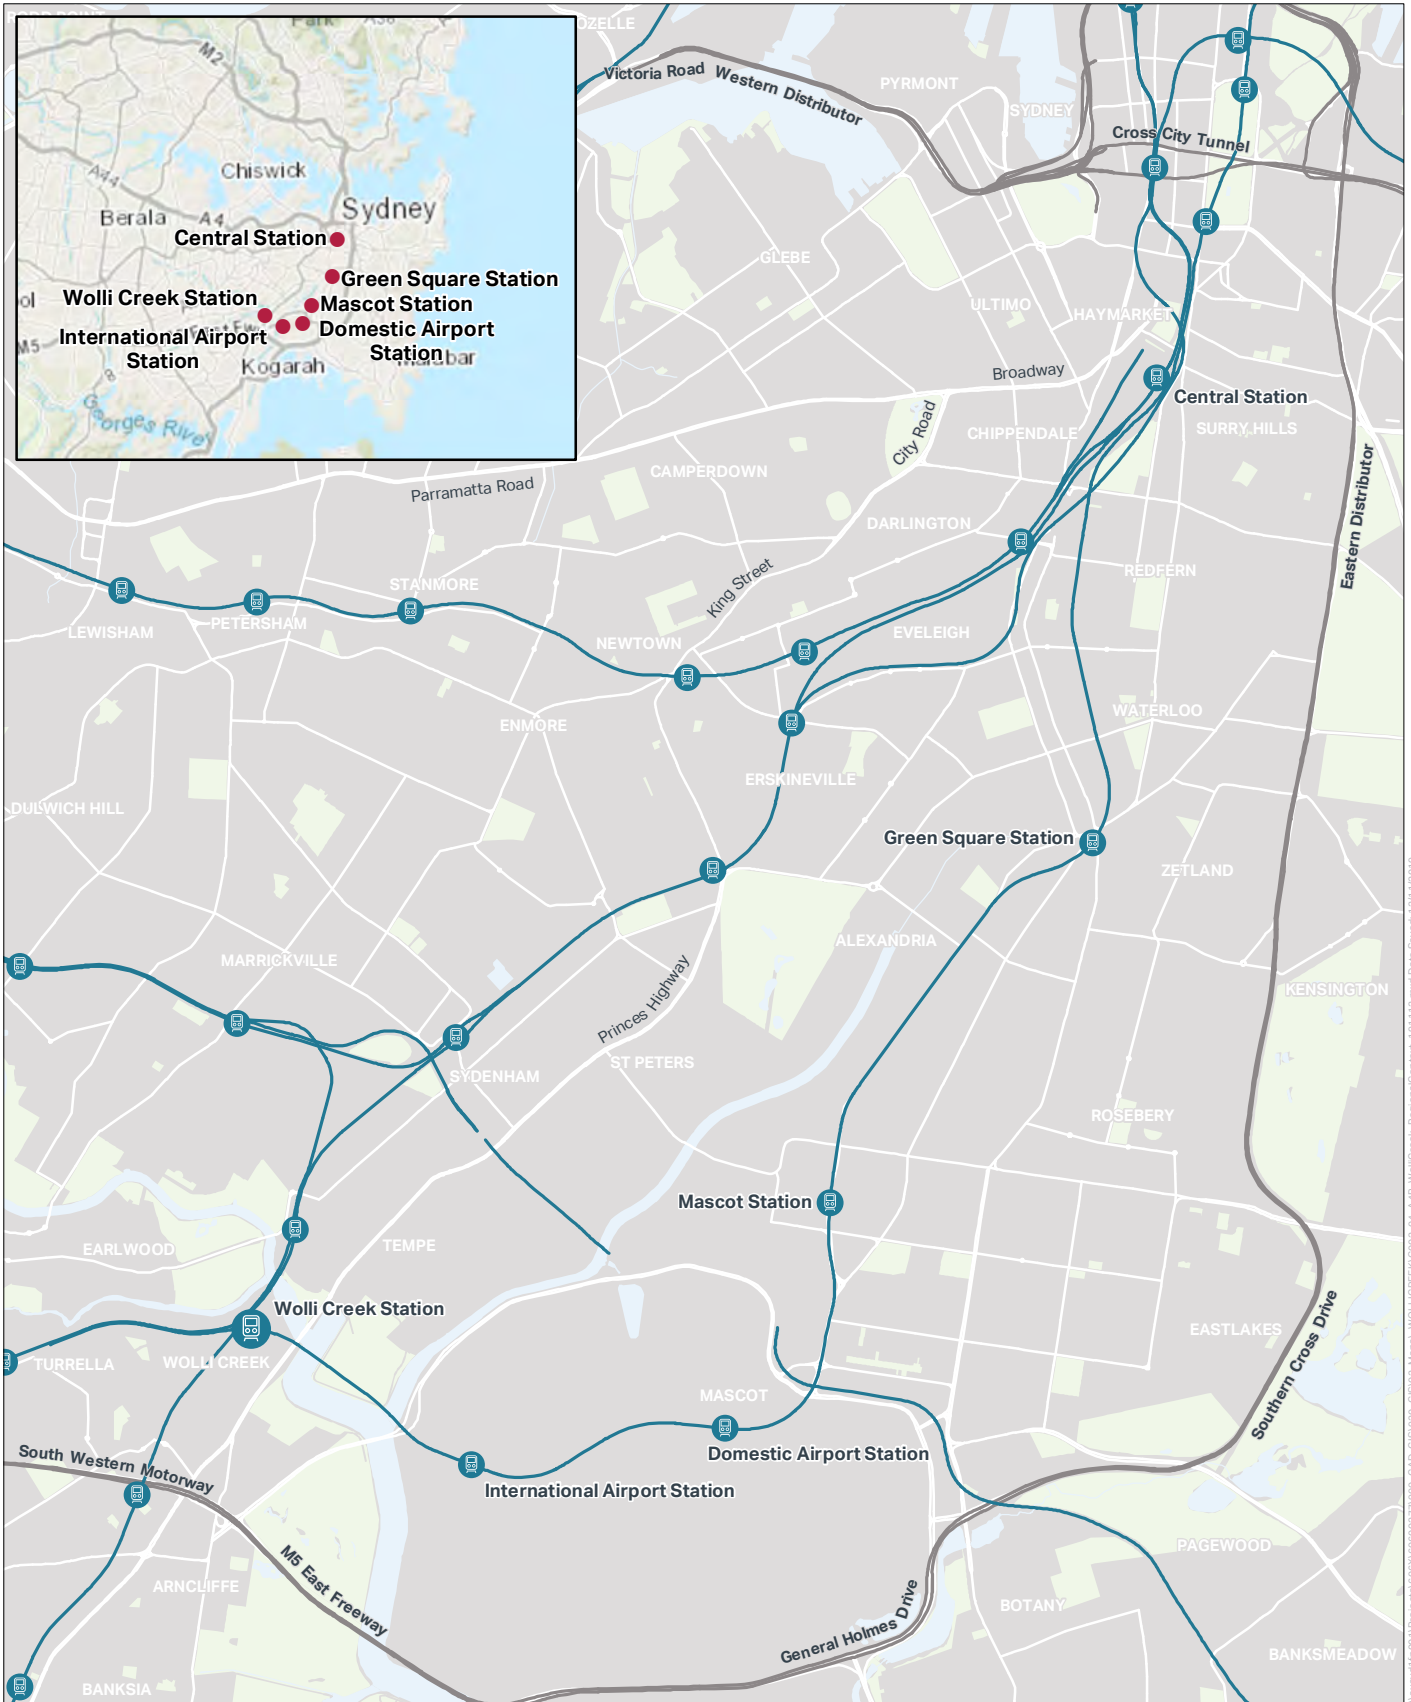 Park
M2
A44
Chiswick
Berala
A4
Sydney
Central Station
Green Square Station
Wolli Creek Station
Mascot Station
International Airport
Station
Domestic Airport
Station
M5
Kogarah
8
Georges River
OZELLE
Victoria Road
Western Distributor
PYRMONT
SYDNEY
Cross City Tunnel
GLEBE
ULTIMO
HAYMARKET
Broadway
Central Station
City Road
CHIPPENDALE
SURRY HILLS
CAMPERDOWN
Parramatta Road
DARLINGTON
Eastern Distributor
REDFERN
STANMORE
King Street
LEWISHAM
PETERSHAM
NEWTOWN
EVELEIGH
ENMORE
WATERLOO
ERSKINEVILLE
DULWICH HILL
Green Square Station
ZETLAND
ALEXANDRIA
MARRICKVILLE
KENSINGTON
Princes Highway
ST PETERS
SYDENHAM
ROSEBERY
Mascot Station
EARLWOOD
TEMPE
Wolli Creek Station
EASTLAKES
TURRELLA
WOLLI CREEK
Southern Cross Drive
MASCOT
Domestic Airport Station
South Western Motorway
International Airport Station
PAGEWOOD
M5 East Freeway
ARNCLIFFE
General Holmes Drive
BOTANY
BANKSMEADOW
BANKSIA